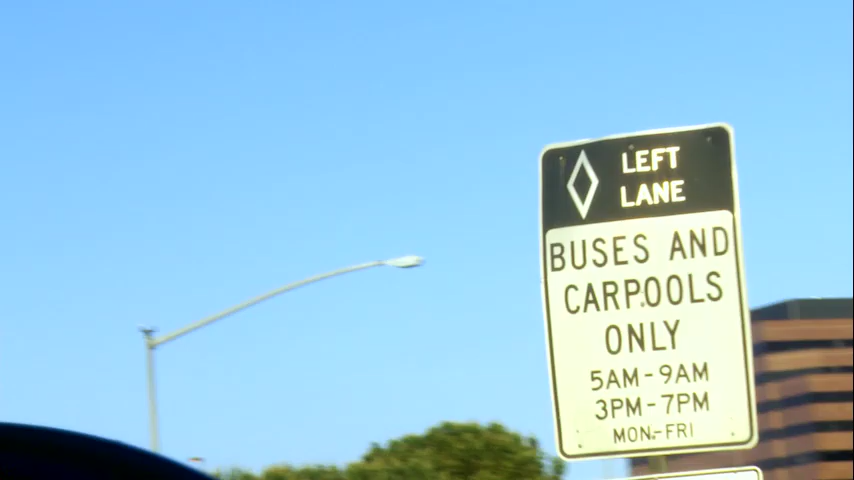 LEFT
LANE
BUSES AND
CARPOOLS
ONLY
5AM-9AM
3PM-7PM
MON.-FRI